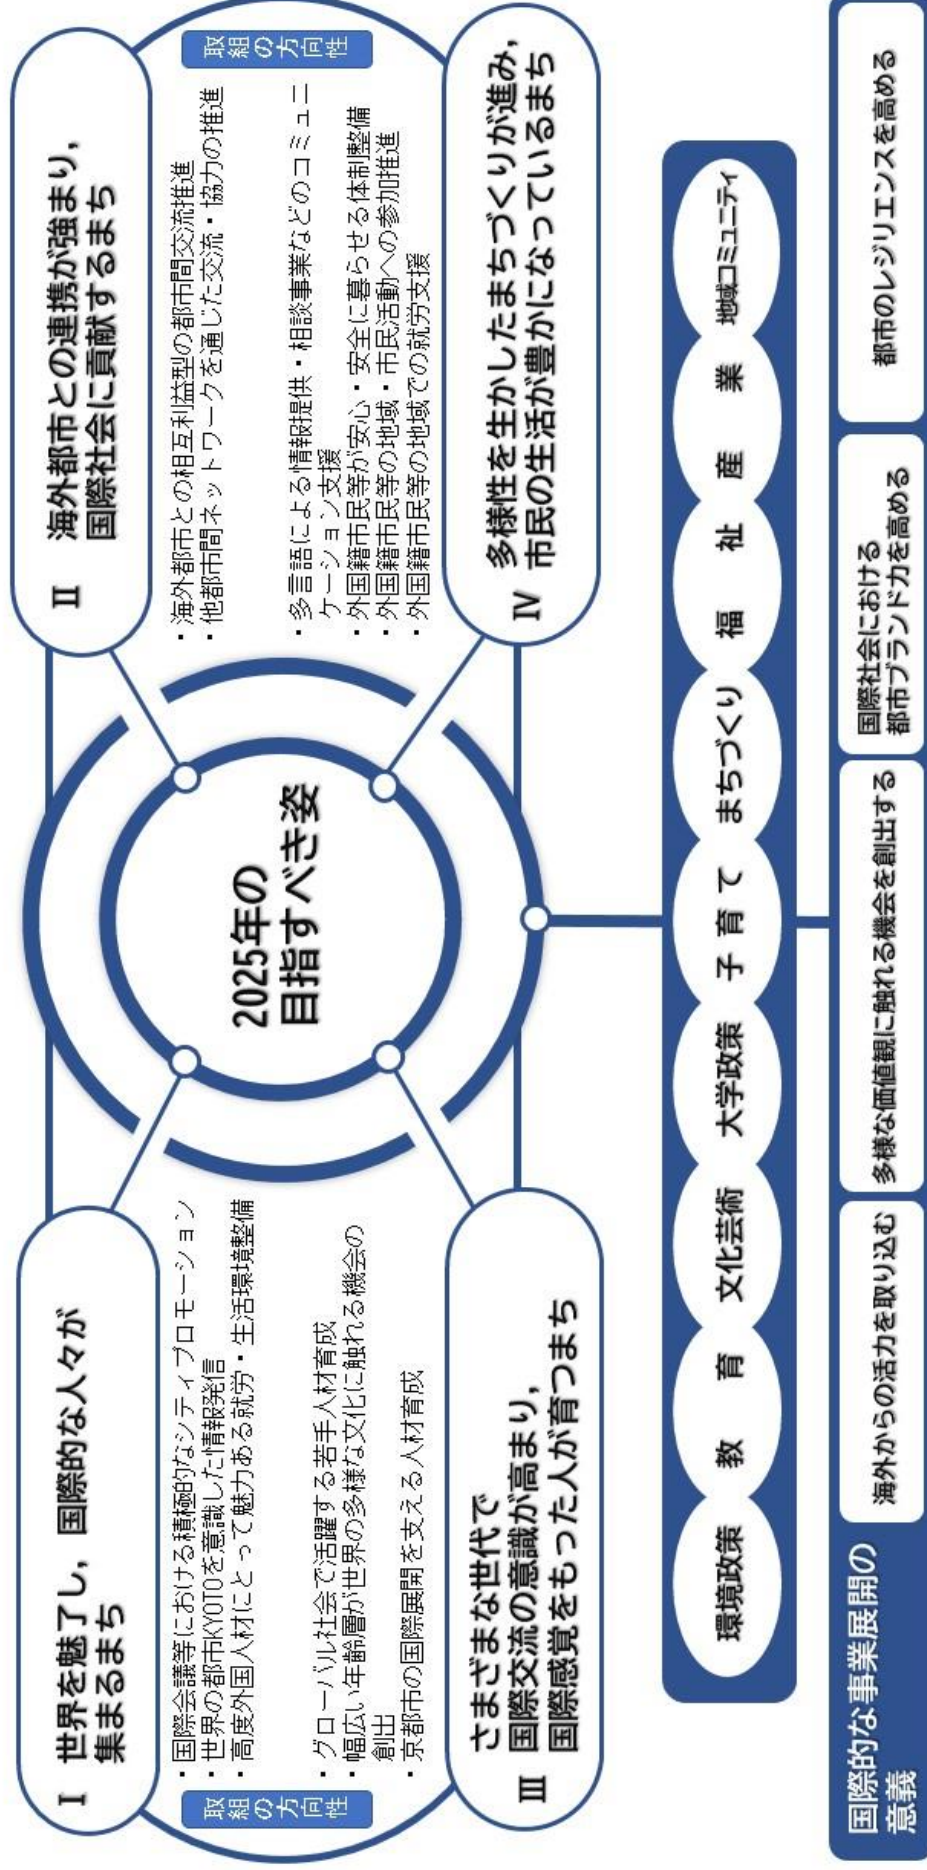 Ⅰ 世界を魅了し，国際的な人々が
集まるまち
Ⅱ 海外都市との連携が強まり，
国際社会に貢献するまち
取組の方向性
・国際会議等における積極的なシティプロモーション
・世界の都市KYOTOを意識した情報発信
・高度外国人材にとって魅力ある就労・生活環境整備
・グローバル社会で活躍する若手人材育成
・幅広い年齢層が世界の多様な文化に触れる機会の
創出
・京都市の国際展開を支える人材育成
2025年の
目指すべき姿
取組の方向性
・海外都市との相互利益型の都市間交流推進
・他都市間ネットワークを通じた交流・協力の推進
・多言語による情報提供・相談事業などのコミュニ
ケーション支援
・外国籍市民等が安心・安全に暮らせる体制整備
・外国籍市民等の地域・市民活動への参加推進
・外国籍市民等の地域での就労支援
Ⅲ さまざまな世代で
国際交流の意識が高まり，
国際感覚をもった人が育つまち
Ⅳ 多様性を生かしたまちづくりが進み，
市民の生活が豊かになっているまち
環境政策
教育
文化芸術
大学政策
子育て
まちづくり
福祉
産業
地域コミュニティ
国際的な事業展開の
意義
海外からの活力を取り込む
多様な価値観に触れる機会を創出する
国際社会における
都市ブランド力を高める
都市のレジリエンスを高める